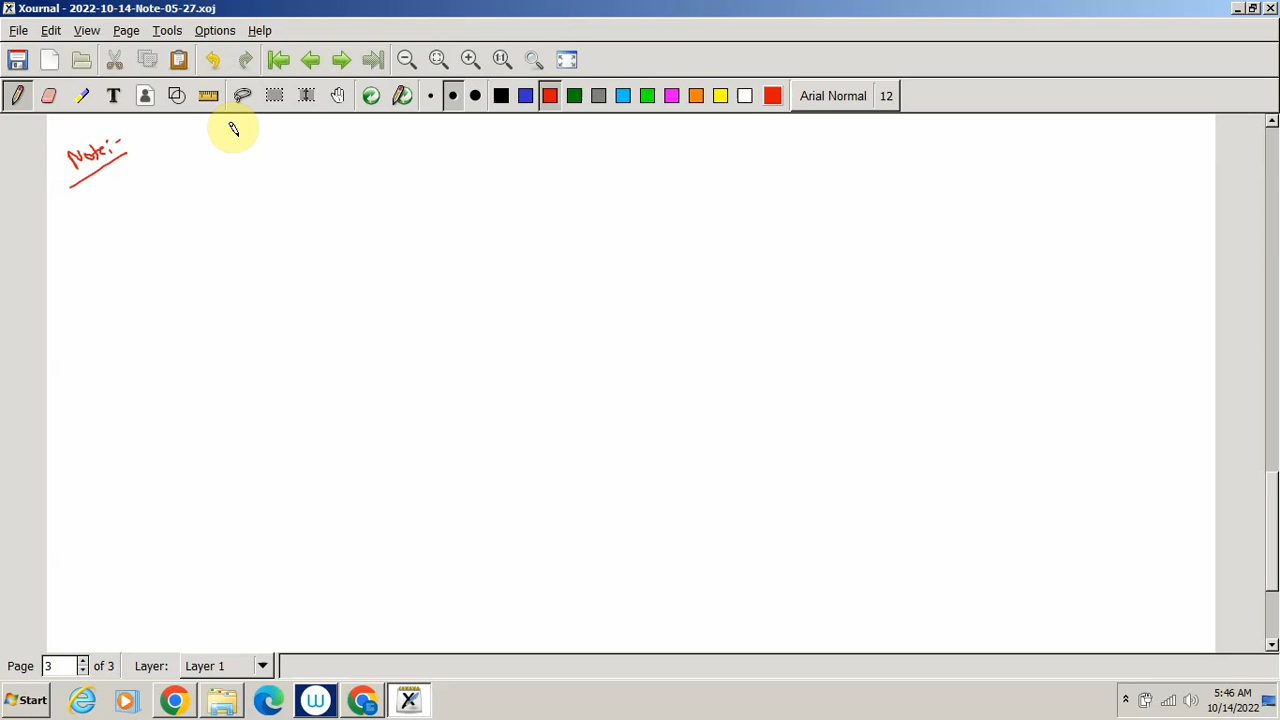 Xournal - 2022-10-14-Note-05-27.xoj
File Edit View Page Tools Options Help
Arial Normal 12
Note:-
Page 3 of 3 Layer: Layer 1
Start
5:46 AM
10/14/2022